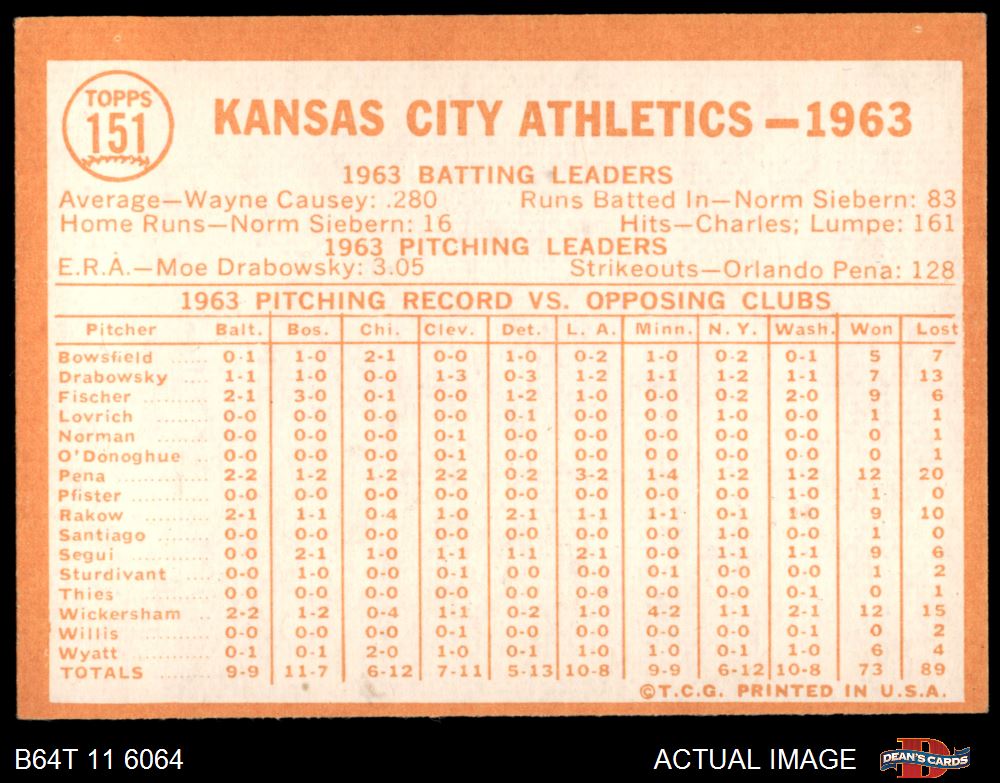 TOPPS
151
KANSAS CITY ATHLETICS—1963
1963 BATTING LEADERS
Average—Wayne Causey: .280 Runs Batted In—Norm Siebern: 83
Home Runs—Norm Siebern: 16 Hits—Charles; Lumpe: 161
1963 PITCHING LEADERS
E.R.A.—Moe Drabowsky: 3.05 Strikeouts—Orlando Pena: 128
1963 PITCHING RECORD VS. OPPOSING CLUBS
Pitcher Balt. Bos. Chi. Clev. Det. L. A. Minn. N. Y. Wash. Won Lost
Bowsfield ...... 0-1 1-0 2-1 0-0 1-0 0-2 1-0 0-2 0-1 5 7
Drabowsky .... 1-1 1-0 0-0 1-3 0-3 1-2 1-1 1-2 1-1 7 13
Fischer ......... 2-1 3-0 0-1 0-0 1-2 1-0 0-0 0-2 2-0 9 6
Lovrich ......... 0-0 0-0 0-0 0-0 0-1 0-0 0-0 1-0 0-0 1 1
Norman ........ 0-0 0-0 0-0 0-1 0-0 0-0 0-0 0-0 0-0 0 1
O'Donoghue .. 0-0 0-0 0-0 0-1 0-0 0-0 0-0 0-0 0-0 0 1
Pena ............ 2-2 1-2 1-2 2-2 0-2 3-2 1-4 1-2 1-2 12 20
Pfister .......... 0-0 0-0 0-0 0-0 0-0 0-0 0-0 0-0 1-0 1 0
Rakow ......... 2-1 1-1 0-4 1-0 2-1 1-1 1-1 0-1 1-0 9 10
Santiago ....... 0-0 0-0 0-0 0-0 0-0 0-0 0-0 1-0 0-0 1 0
Segui ........... 0-0 2-1 1-0 1-1 1-1 2-1 0-0 1-1 1-1 9 6
Sturdivant ..... 0-0 1-0 0-0 0-1 0-0 0-0 0-1 0-0 0-0 1 2
Thies ........... 0-0 0-0 0-0 0-0 0-0 0-0 0-0 0-0 0-1 0 1
Wickersham .. 2-2 1-2 0-4 1-1 0-2 1-0 4-2 1-1 2-1 12 15
Willis ........... 0-0 0-0 0-0 0-1 0-0 0-0 0-0 0-0 0-1 0 2
Wyatt ........... 0-1 0-1 2-0 1-0 0-1 1-0 1-0 0-1 1-0 6 4
TOTALS ........ 9-9 11-7 6-12 7-11 5-13 10-8 9-9 6-12 10-8 73 89
©T.C.G. PRINTED IN U.S.A.
B64T 11 6064 ACTUAL IMAGE D DEAN'S CARDS